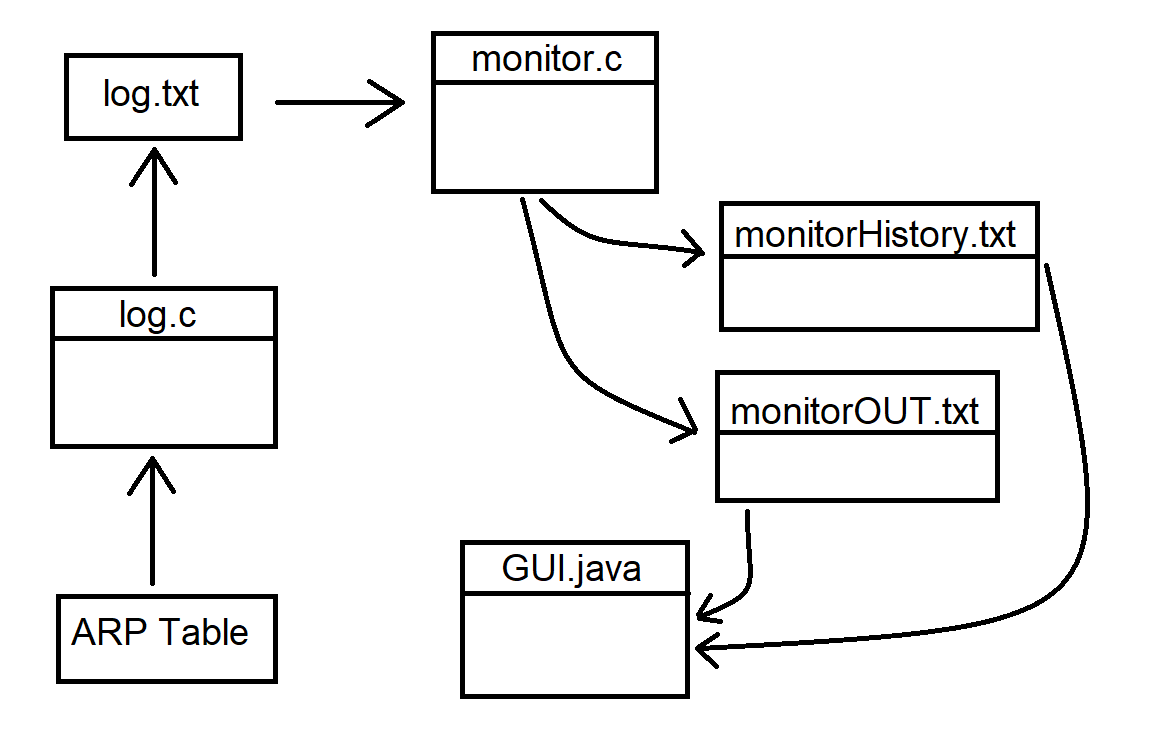 log.txt
monitor.c
monitorHistory.txt
log.c
monitorOUT.txt
GUI.java
ARP Table